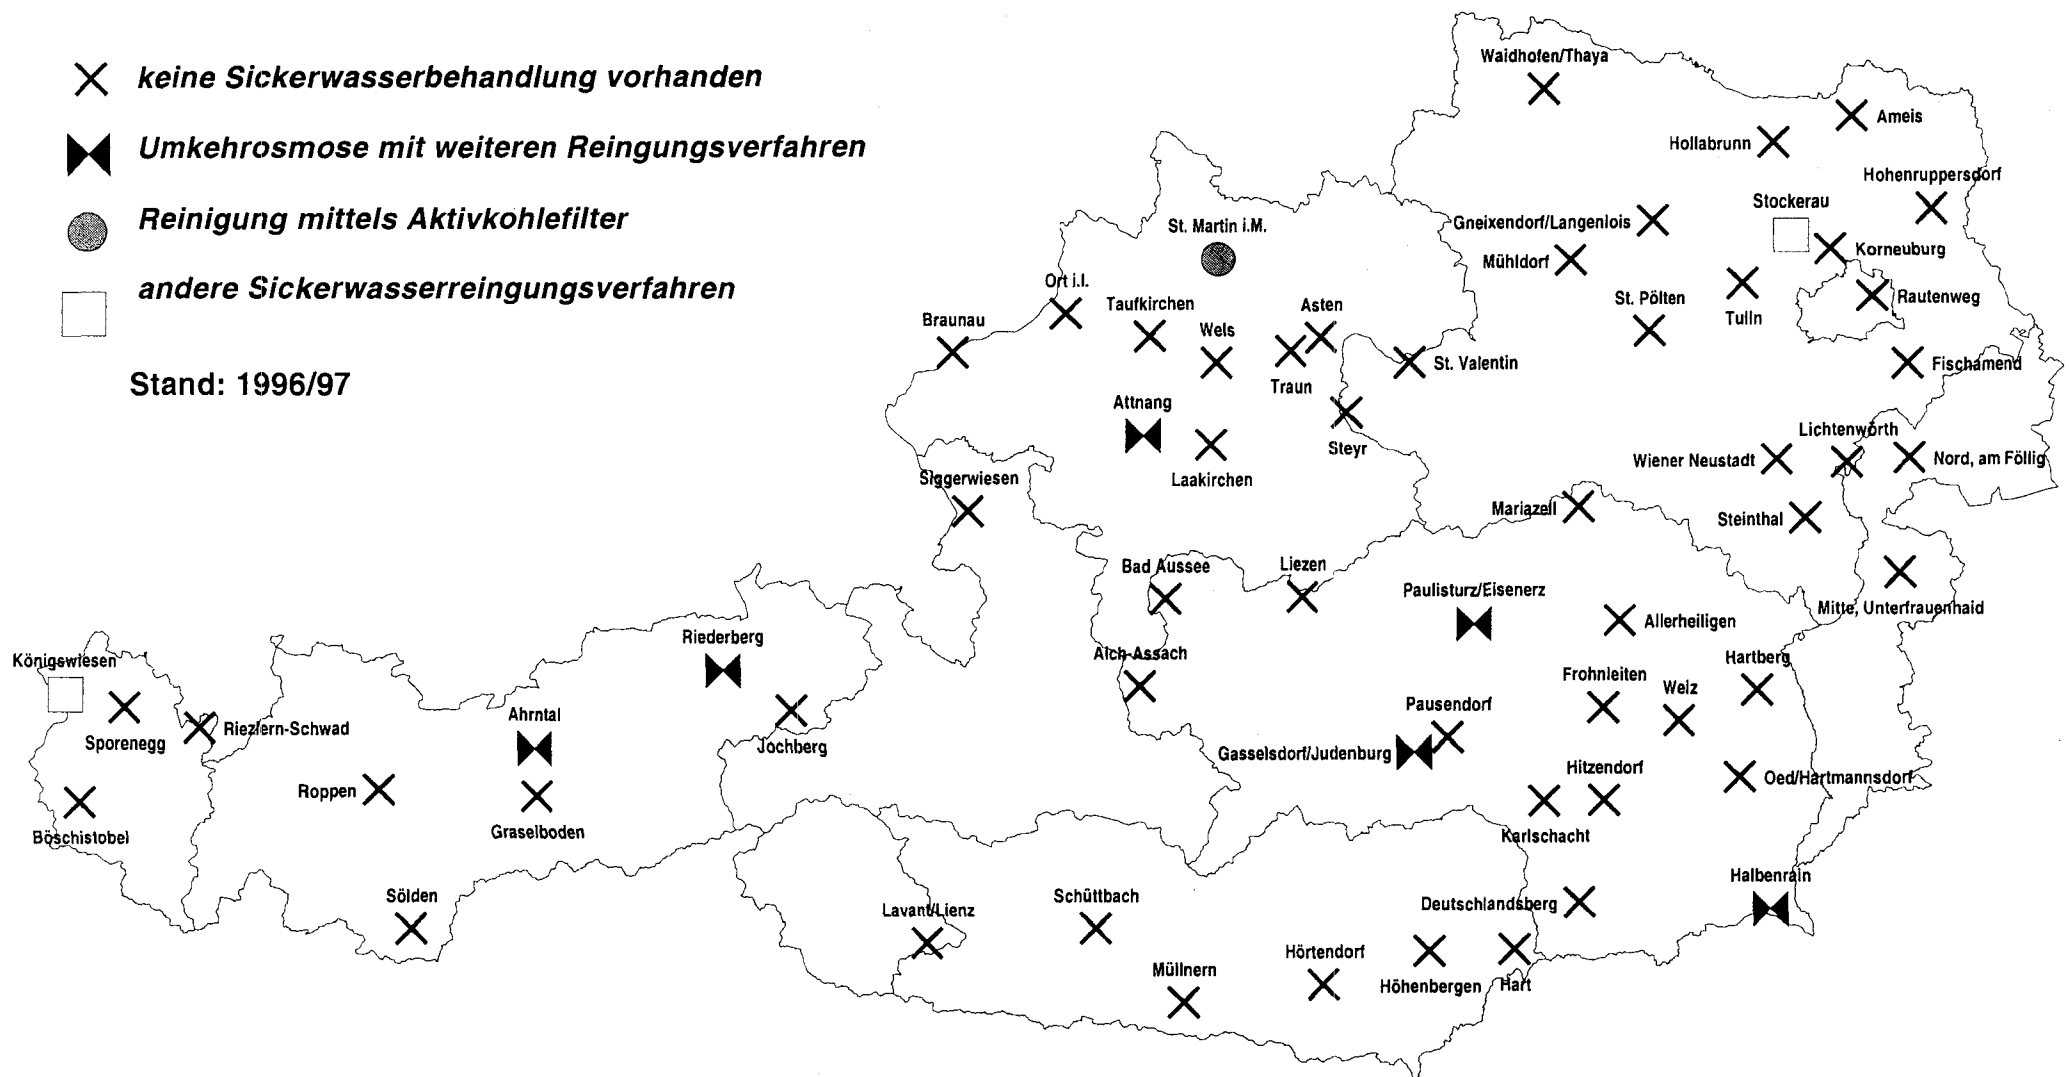 keine Sickerwasserbehandlung vorhanden
Umkehrosmose mit weiteren Reingungsverfahren
Reinigung mittels Aktivkohlefilter
andere Sickerwasserreingungsverfahren
Stand: 1996/97
Waidhofen/Thaya
Ameis
Hollabrunn
Hohenruppersdorf
Stockerau
Gneixendorf/Langenlois
St. Martin i.M.
Korneuburg
Mühldorf
Ort i.I.
Rautenweg
St. Pölten
Taufkirchen
Asten
Tulln
Braunau
Wels
St. Valentin
Fischamend
Traun
Attnang
Lichtenwörth
Steyr
Wiener Neustadt
Nord, am Föllig
Siggerwiesen
Laakirchen
Mariazell
Steinthal
Bad Aussee
Liezen
Paulisturz/Eisenerz
Mitte, Unterfrauenhaid
Allerheiligen
Riederberg
Aich-Assach
Hartberg
Königswiesen
Frohnleiten
Weiz
Pausendorf
Ahrntal
Riezlern-Schwad
Sporenegg
Jochberg
Gasselsdorf/Judenburg
Hitzendorf
Oed/Hartmannsdorf
Roppen
Graselboden
Karlschacht
Böschistobel
Halbenrain
Sölden
Schüttbach
Deutschlandsberg
Lavant/Lienz
Hörtendorf
Müllnern
Höhenbergen
Hart